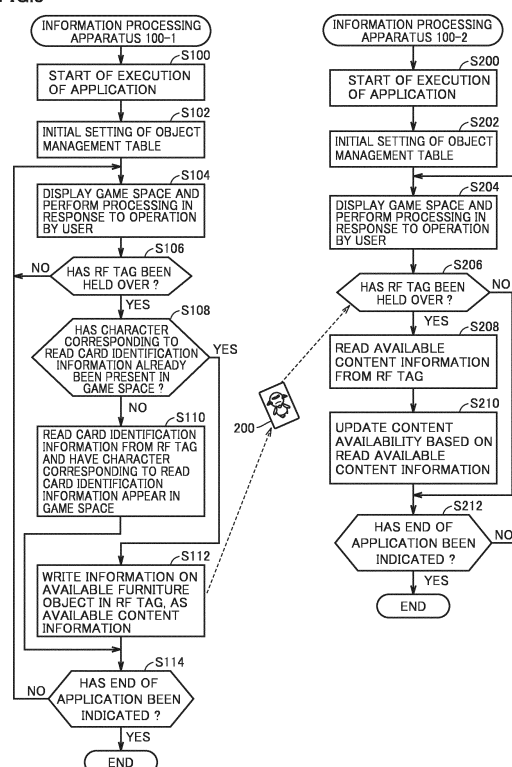 INFORMATION PROCESSING
APPARATUS 100-1
S100
START OF EXECUTION
OF APPLICATION
S102
INITIAL SETTING OF OBJECT
MANAGEMENT TABLE
S104
DISPLAY GAME SPACE AND
PERFORM PROCESSING IN
RESPONSE TO OPERATION
BY USER
S106
HAS RF TAG BEEN
HELD OVER ?
NO
YES
S108
HAS CHARACTER
CORRESPONDING TO
READ CARD IDENTIFICATION
INFORMATION ALREADY
BEEN PRESENT IN
GAME SPACE ?
YES
NO
S110
READ CARD IDENTIFICATION
INFORMATION FROM RF TAG
AND HAVE CHARACTER
CORRESPONDING TO READ
CARD IDENTIFICATION
INFORMATION APPEAR IN
GAME SPACE
S112
WRITE INFORMATION ON
AVAILABLE FURNITURE
OBJECT IN RF TAG, AS
AVAILABLE CONTENT
INFORMATION
S114
HAS END OF
APPLICATION BEEN
INDICATED ?
NO
YES
END
200
INFORMATION PROCESSING
APPARATUS 100-2
S200
START OF EXECUTION
OF APPLICATION
S202
INITIAL SETTING OF OBJECT
MANAGEMENT TABLE
S204
DISPLAY GAME SPACE AND
PERFORM PROCESSING IN
RESPONSE TO OPERATION
BY USER
S206
HAS RF TAG BEEN
HELD OVER ?
NO
YES
S208
READ AVAILABLE
CONTENT INFORMATION
FROM RF TAG
S210
UPDATE CONTENT
AVAILABILITY BASED ON
READ AVAILABLE
CONTENT INFORMATION
S212
HAS END OF
APPLICATION BEEN
INDICATED ?
NO
YES
END